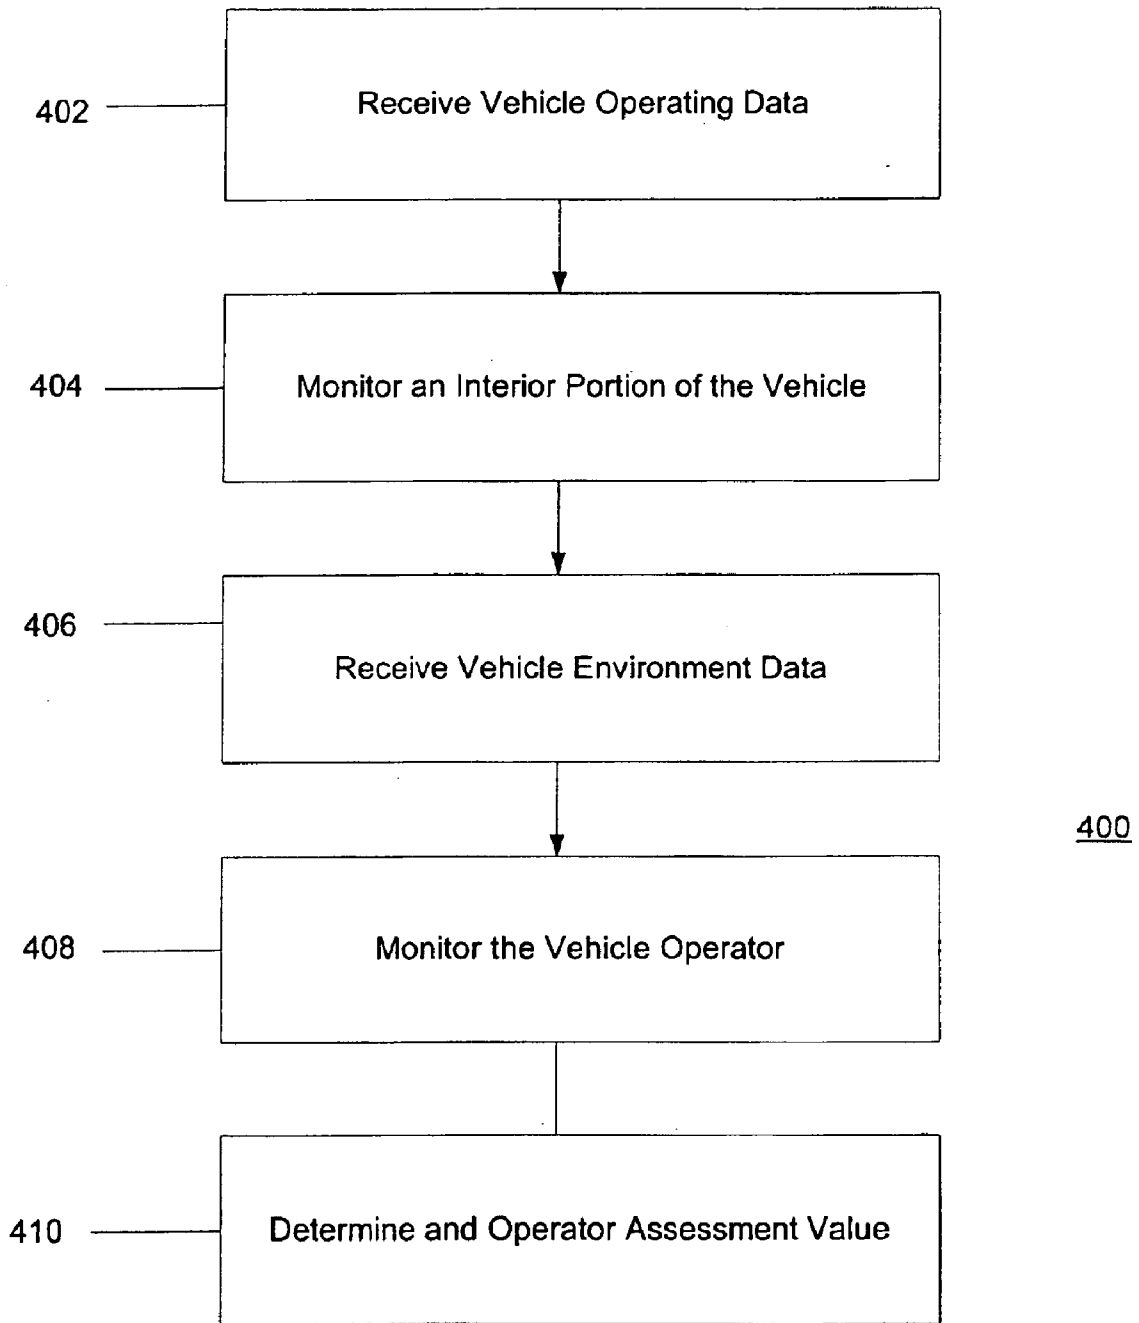 402
Receive Vehicle Operating Data
404
Monitor an Interior Portion of the Vehicle
406
Receive Vehicle Environment Data
400
408
Monitor the Vehicle Operator
410
Determine and Operator Assessment Value